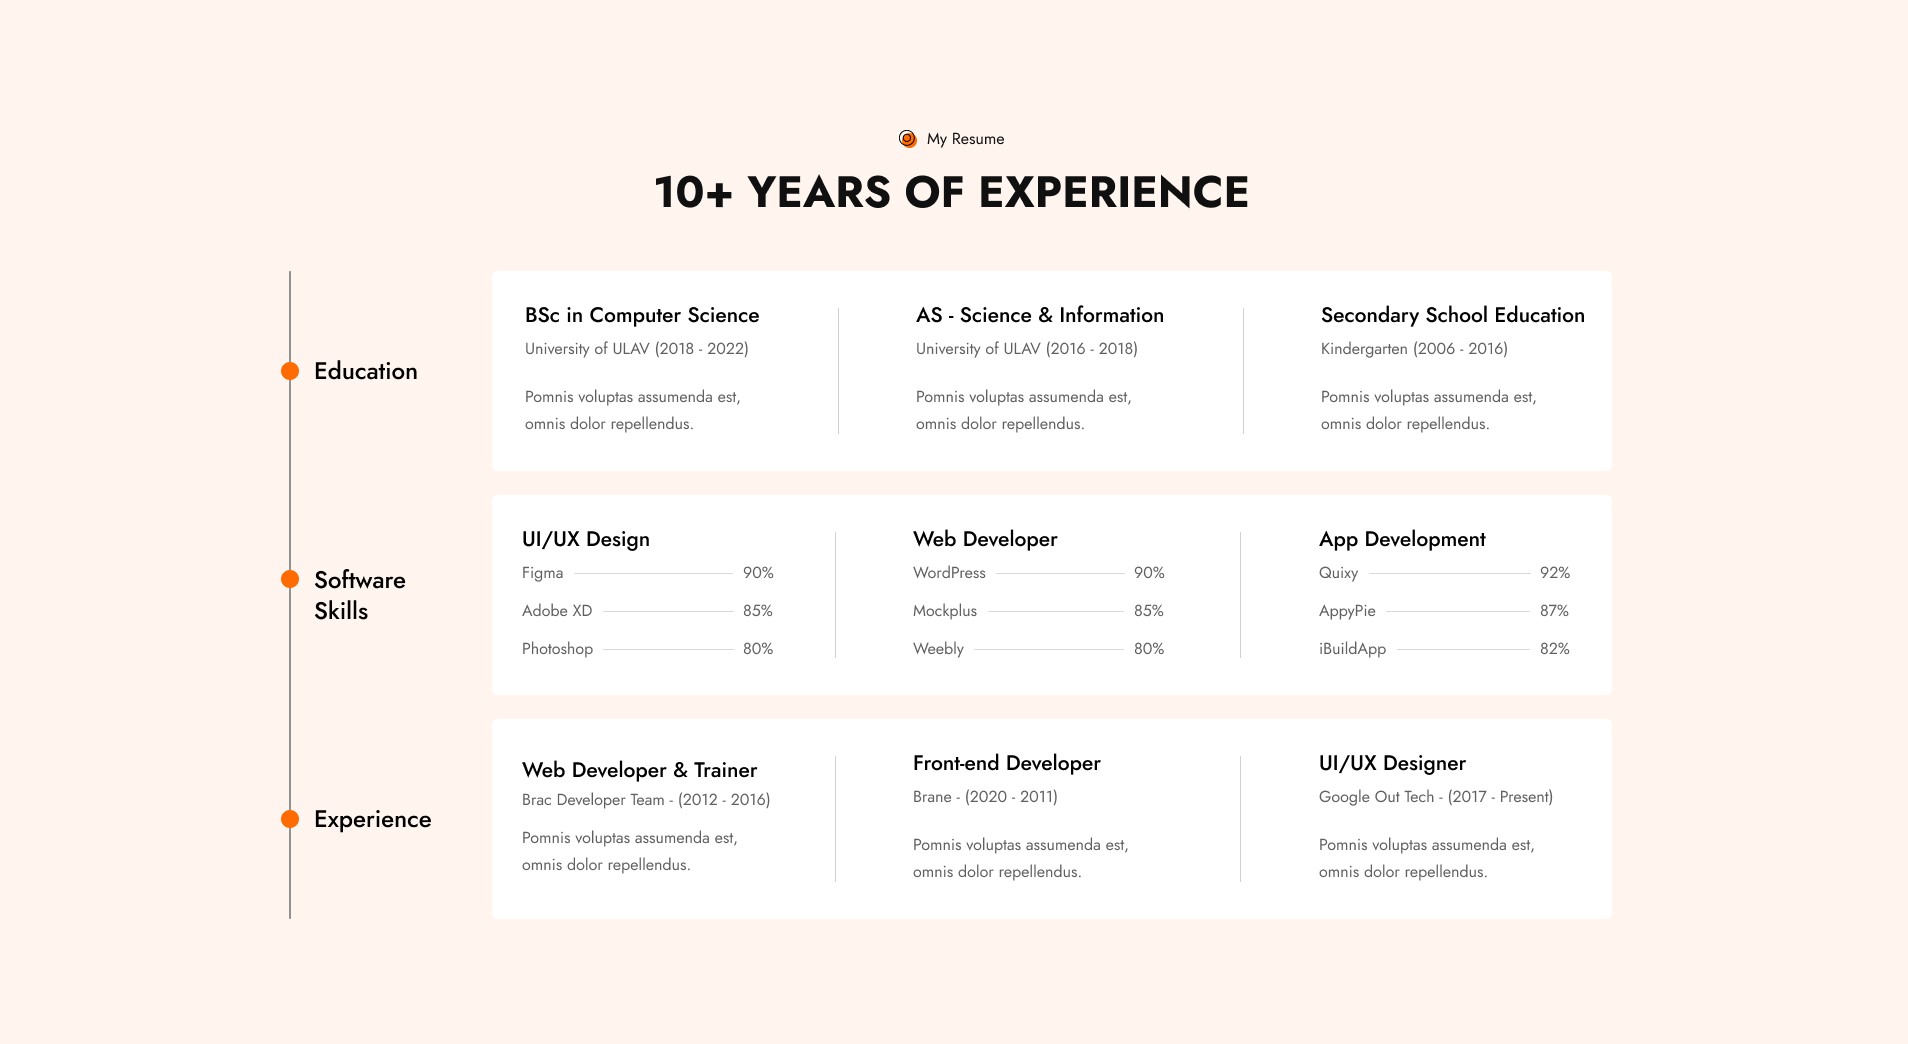 My Resume
10+ YEARS OF EXPERIENCE
Education
BSc in Computer Science
University of ULAV (2018 - 2022)
Pomnis voluptas assumenda est,
omnis dolor repellendus.
AS - Science & Information
University of ULAV (2016 - 2018)
Pomnis voluptas assumenda est,
omnis dolor repellendus.
Secondary School Education
Kindergarten (2006 - 2016)
Pomnis voluptas assumenda est,
omnis dolor repellendus.
Software
Skills
UI/UX Design
Figma 90%
Adobe XD 85%
Photoshop 80%
Web Developer
WordPress 90%
Mockplus 85%
Weebly 80%
App Development
Quixy 92%
AppyPie 87%
iBuildApp 82%
Experience
Web Developer & Trainer
Brac Developer Team - (2012 - 2016)
Pomnis voluptas assumenda est,
omnis dolor repellendus.
Front-end Developer
Brane - (2020 - 2011)
Pomnis voluptas assumenda est,
omnis dolor repellendus.
UI/UX Designer
Google Out Tech - (2017 - Present)
Pomnis voluptas assumenda est,
omnis dolor repellendus.